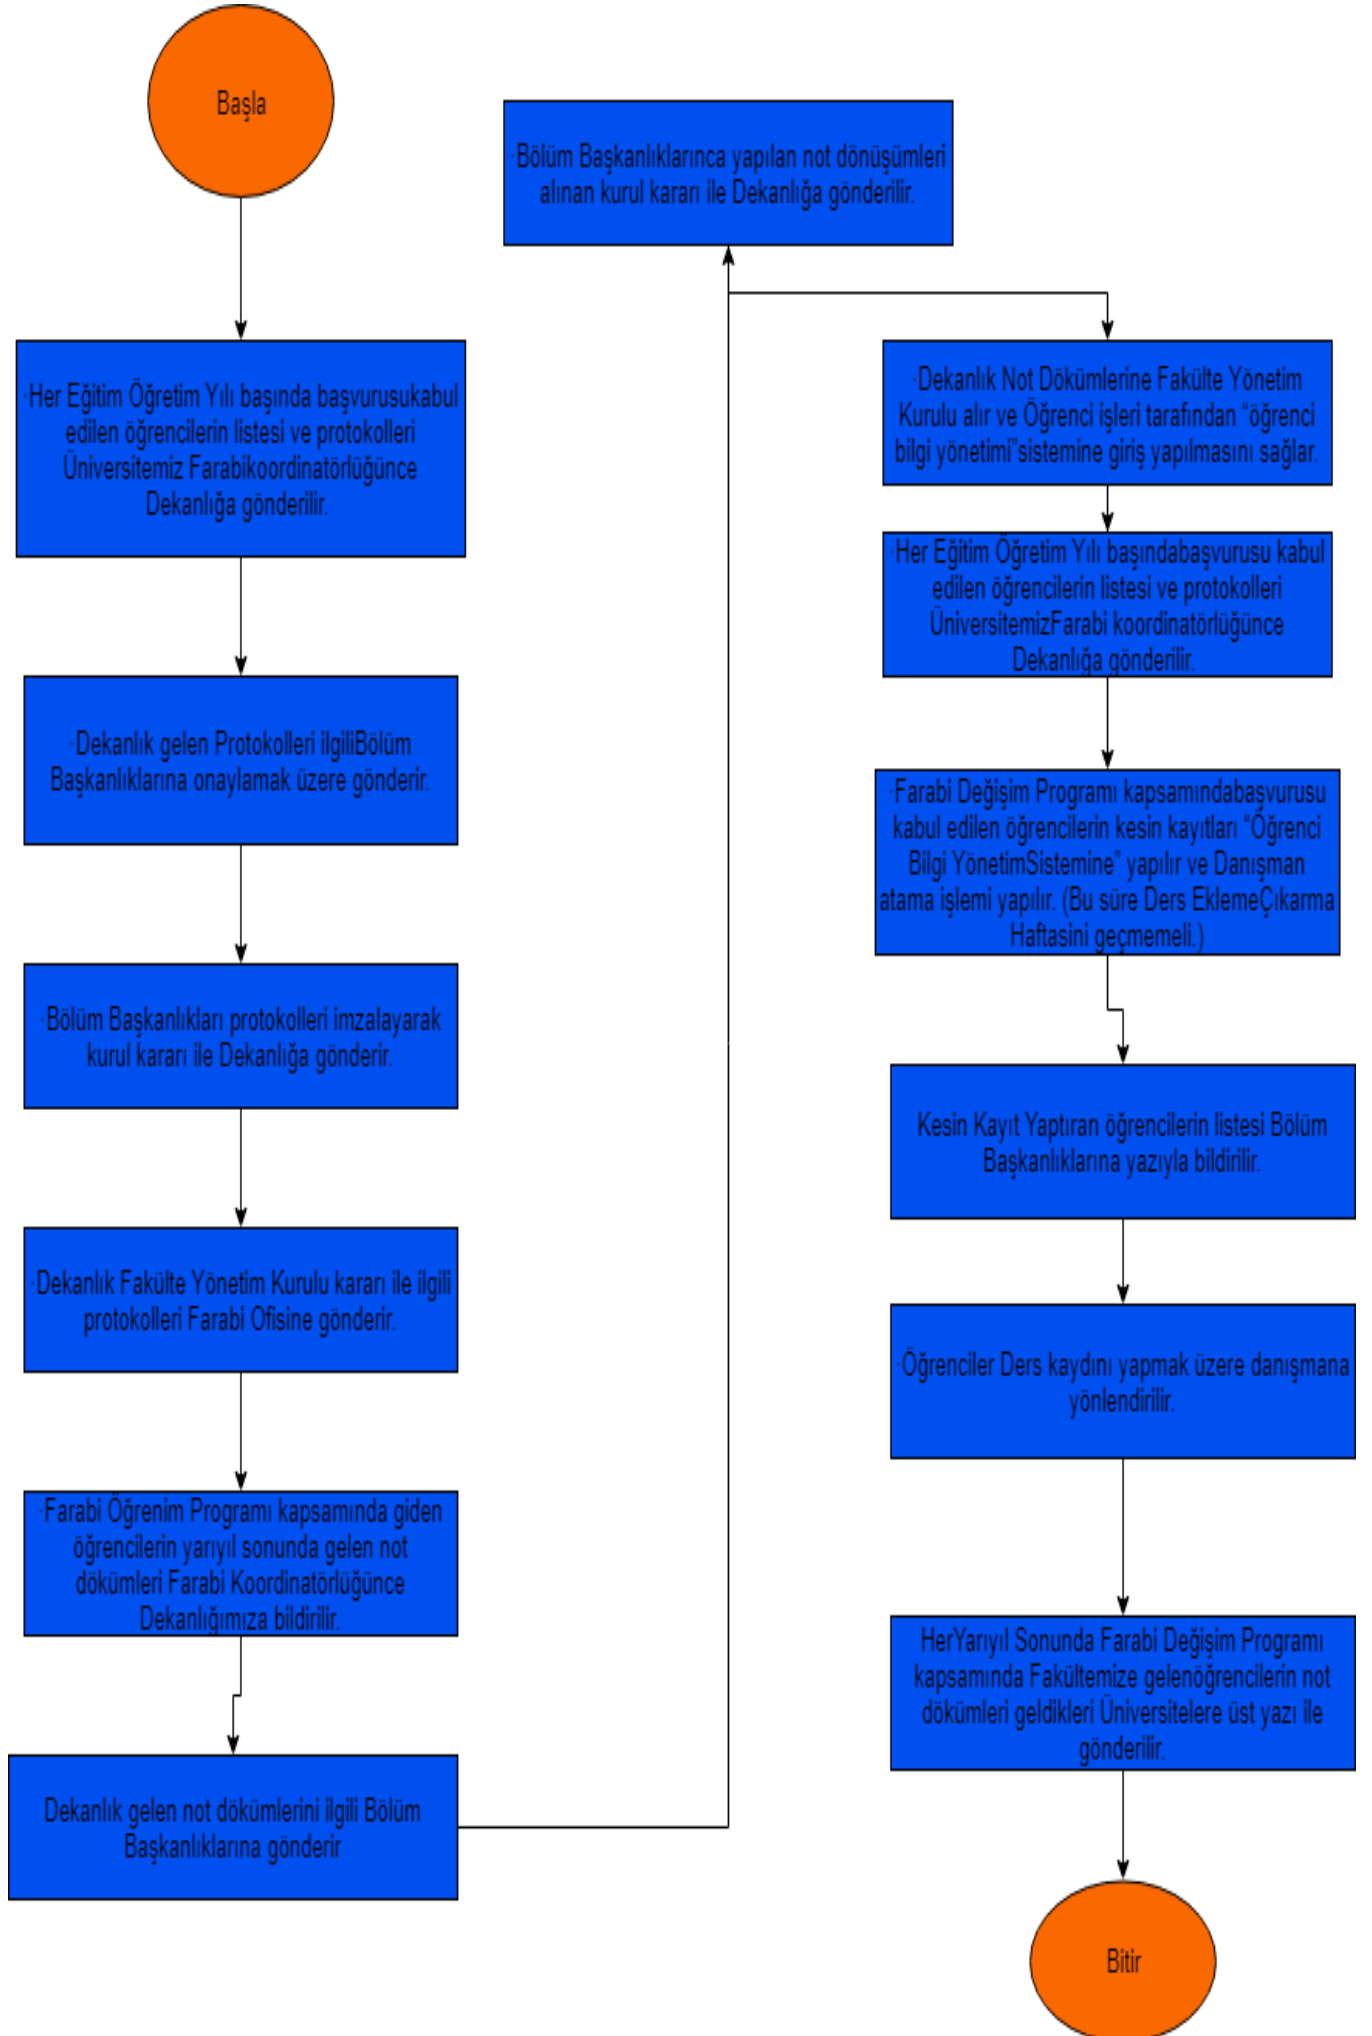 Başla
·Her Eğitim Öğretim Yılı başında başvurusukabul
edilen öğrencilerin listesi ve protokolleri
Üniversitemiz Farabikoordinatörlüğünce
Dekanlığa gönderilir.
·Dekanlık gelen Protokolleri ilgiliBölüm
Başkanlıklarına onaylamak üzere gönderir.
·Bölüm Başkanlıkları protokolleri imzalayarak
kurul kararı ile Dekanlığa gönderir.
·Dekanlık Fakülte Yönetim Kurulu kararı ile ilgili
protokolleri Farabi Ofisine gönderir.
·Farabi Öğrenim Programı kapsamında giden
öğrencilerin yarıyıl sonunda gelen not
dökümleri Farabi Koordinatörlüğünce
Dekanlığımıza bildirilir.
Dekanlık gelen not dökümlerini ilgili Bölüm
Başkanlıklarına gönderir
·Bölüm Başkanlıklarınca yapılan not dönüşümleri
alınan kurul kararı ile Dekanlığa gönderilir.
·Dekanlık Not Dökümlerine Fakülte Yönetim
Kurulu alır ve Öğrenci işleri tarafından “öğrenci
bilgi yönetimi”sistemine giriş yapılmasını sağlar.
·Her Eğitim Öğretim Yılı başındabaşvurusu kabul
edilen öğrencilerin listesi ve protokolleri
ÜniversitemizFarabi koordinatörlüğünce
Dekanlığa gönderilir.
·Farabi Değişim Programı kapsamındabaşvurusu
kabul edilen öğrencilerin kesin kayıtları “Öğrenci
Bilgi YönetimSistemine” yapılır ve Danışman
atama işlemi yapılır. (Bu süre Ders EklemeÇıkarma
Haftasini geçmemeli.)
Kesin Kayıt Yaptıran öğrencilerin listesi Bölüm
Başkanlıklarına yazıyla bildirilir.
·Öğrenciler Ders kaydını yapmak üzere danışmana
yönlendirilir.
HerYarıyıl Sonunda Farabi Değişim Programı
kapsamında Fakültemize gelenöğrencilerin not
dökümleri geldikleri Üniversitelere üst yazı ile
gönderilir.
Bitir